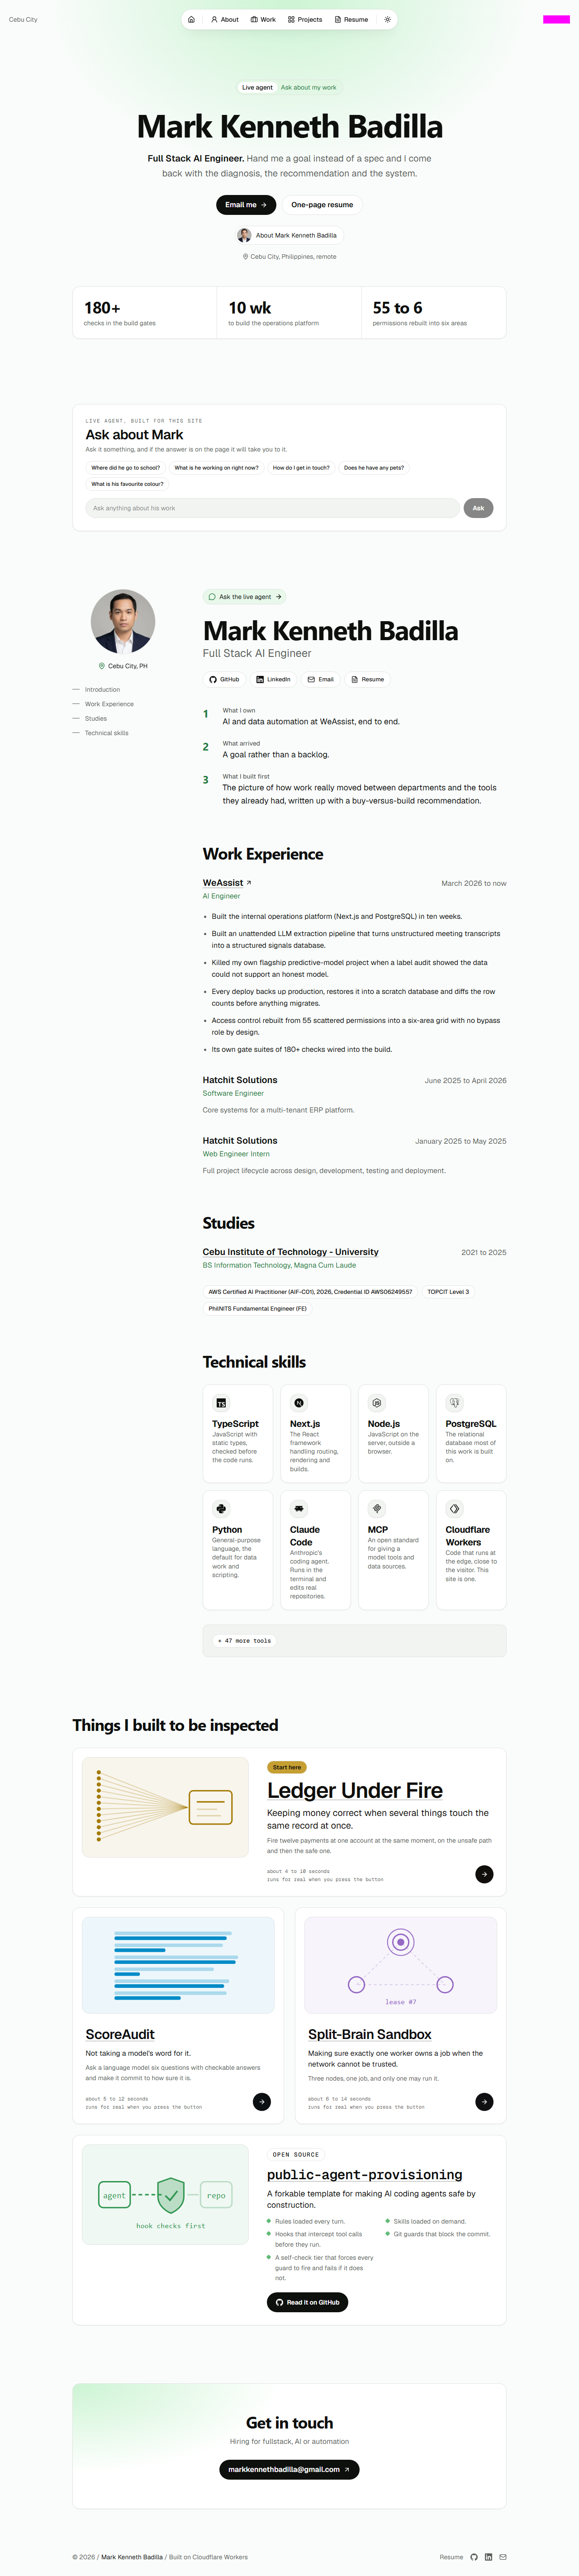 Cebu City
About
Work
Projects
Resume
Live agent
Ask about my work
Mark Kenneth Badilla
Full Stack AI Engineer. Hand me a goal instead of a spec and I come
back with the diagnosis, the recommendation and the system.
Email me
One-page resume
About Mark Kenneth Badilla
Cebu City, Philippines, remote
180+
checks in the build gates
10 wk
to build the operations platform
55 to 6
permissions rebuilt into six areas
LIVE AGENT, BUILT FOR THIS SITE
Ask about Mark
Ask it something, and if the answer is on the page it will take you to it.
Where did he go to school?
What is he working on right now?
How do I get in touch?
Does he have any pets?
What is his favourite colour?
Ask anything about his work
Ask
Cebu City, PH
Introduction
Work Experience
Studies
Technical skills
Ask the live agent
Mark Kenneth Badilla
Full Stack AI Engineer
GitHub
LinkedIn
Email
Resume
1
What I own
AI and data automation at WeAssist, end to end.
2
What arrived
A goal rather than a backlog.
3
What I built first
The picture of how work really moved between departments and the tools
they already had, written up with a buy-versus-build recommendation.
Work Experience
WeAssist
March 2026 to now
AI Engineer
Built the internal operations platform (Next.js and PostgreSQL) in ten weeks.
Built an unattended LLM extraction pipeline that turns unstructured meeting transcripts
into a structured signals database.
Killed my own flagship predictive-model project when a label audit showed the data
could not support an honest model.
Every deploy backs up production, restores it into a scratch database and diffs the row
counts before anything migrates.
Access control rebuilt from 55 scattered permissions into a six-area grid with no bypass
role by design.
Its own gate suites of 180+ checks wired into the build.
Hatchit Solutions
June 2025 to April 2026
Software Engineer
Core systems for a multi-tenant ERP platform.
Hatchit Solutions
January 2025 to May 2025
Web Engineer Intern
Full project lifecycle across design, development, testing and deployment.
Studies
Cebu Institute of Technology - University
2021 to 2025
BS Information Technology, Magna Cum Laude
AWS Certified AI Practitioner (AIF-C01), 2026, Credential ID AWS06249557
TOPCIT Level 3
PhilNITS Fundamental Engineer (FE)
Technical skills
TypeScript
JavaScript with
static types,
checked before
the code runs.
Next.js
The React
framework
handling routing,
rendering and
builds.
Node.js
JavaScript on the
server, outside a
browser.
PostgreSQL
The relational
database most of
this work is built
on.
Python
General-purpose
language, the
default for data
work and
scripting.
Claude
Code
Anthropic's
coding agent.
Runs in the
terminal and
edits real
repositories.
MCP
An open standard
for giving a
model tools and
data sources.
Cloudflare
Workers
Code that runs at
the edge, close to
the visitor. This
site is one.
+ 47 more tools
Things I built to be inspected
Start here
Ledger Under Fire
Keeping money correct when several things touch the
same record at once.
Fire twelve payments at one account at the same moment, on the unsafe path
and then the safe one.
about 4 to 10 seconds
runs for real when you press the button
ScoreAudit
Not taking a model's word for it.
Ask a language model six questions with checkable answers
and make it commit to how sure it is.
about 5 to 12 seconds
runs for real when you press the button
lease #7
Split-Brain Sandbox
Making sure exactly one worker owns a job when the
network cannot be trusted.
Three nodes, one job, and only one may run it.
about 6 to 14 seconds
runs for real when you press the button
agent
repo
hook checks first
OPEN SOURCE
public-agent-provisioning
A forkable template for making AI coding agents safe by
construction.
Rules loaded every turn.
Skills loaded on demand.
Hooks that intercept tool calls
before they run.
Git guards that block the commit.
A self-check tier that forces every
guard to fire and fails if it does
not.
Read it on GitHub
Get in touch
Hiring for fullstack, AI or automation
markkennethbadilla@gmail.com
© 2026 / Mark Kenneth Badilla / Built on Cloudflare Workers
Resume